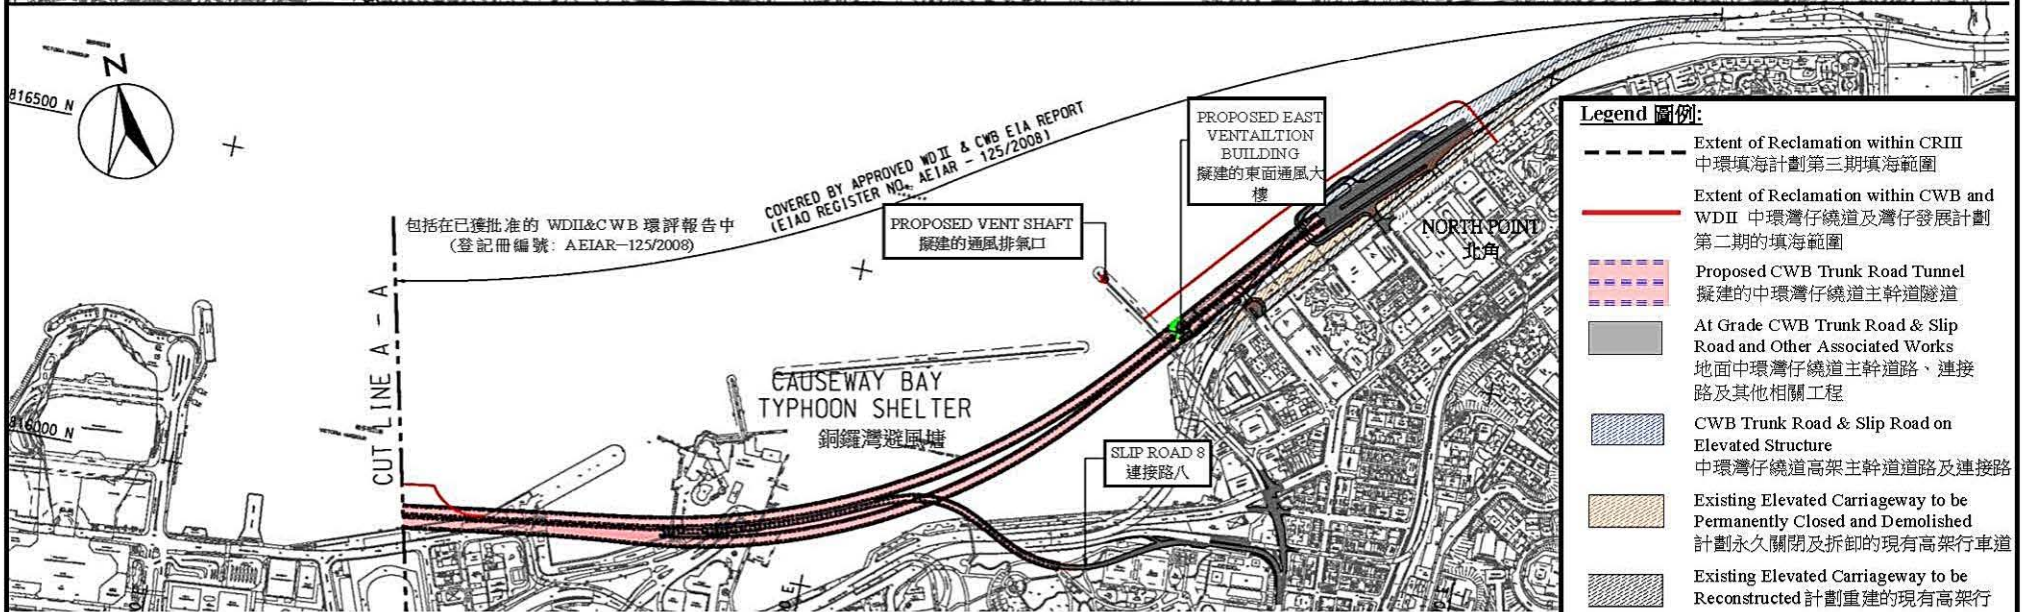 N
816500 N
COVERED BY APPROVED WDII & CWB EIA REPORT
(EIAO REGISTER NO. AEIAR - 125/2008)
包括在已獲批准的 WDII&CWB 環評報告中
(登記冊編號: AEIAR-125/2008)
PROPOSED VENT SHAFT
擬建的通風排氣口
PROPOSED EAST
VENTAILTION
BUILDING
擬建的東面通風大
樓
NORTH POINT
北角
CUT LINE A - A
816000 N
CAUSEWAY BAY
TYPHOON SHELTER
銅鑼灣避風塘
SLIP ROAD 8
連接路八
Legend 圖例:
Extent of Reclamation within CRIII
中環填海計劃第三期填海範圍
Extent of Reclamation within CWB and
WDII 中環灣仔繞道及灣仔發展計劃
第二期的填海範圍
Proposed CWB Trunk Road Tunnel
擬建的中環灣仔繞道主幹道隧道
At Grade CWB Trunk Road & Slip
Road and Other Associated Works
地面中環灣仔繞道主幹道路、連接
路及其他相關工程
CWB Trunk Road & Slip Road on
Elevated Structure
中環灣仔繞道高架主幹道道路及連接路
Existing Elevated Carriageway to be
Permanently Closed and Demolished
計劃永久關閉及拆卸的現有高架行車道
Existing Elevated Carriageway to be
Reconstructed 計劃重建的現有高架行